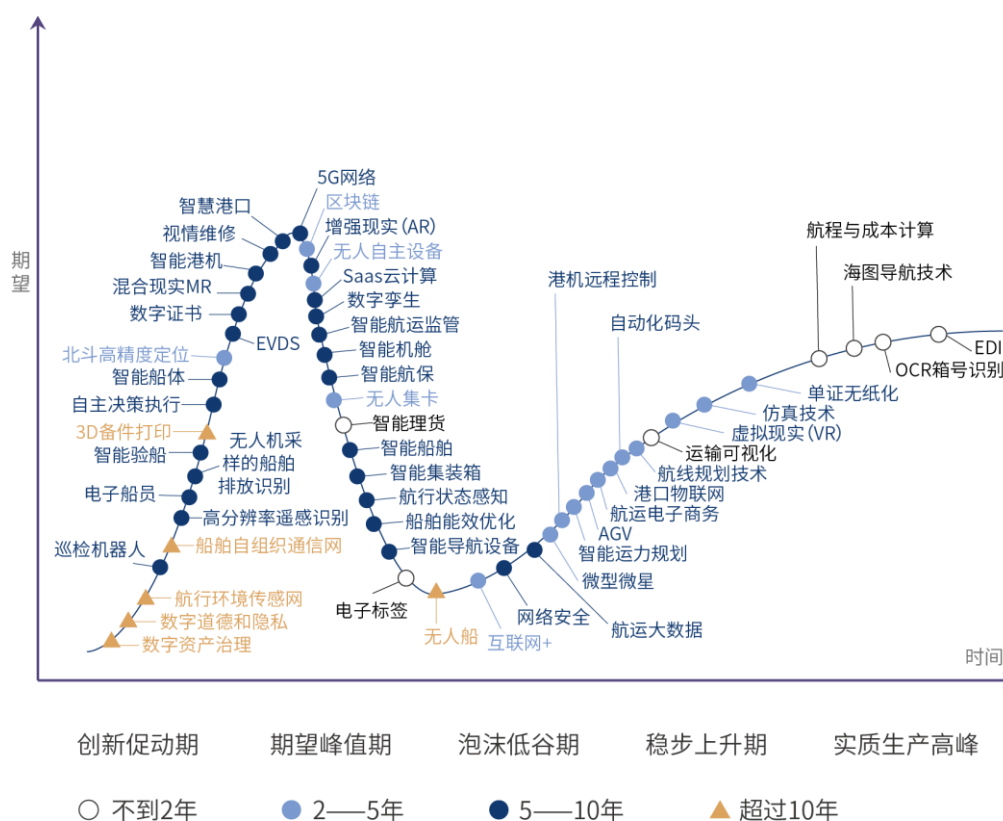 期
望
5G网络
智慧港口
区块链
视情维修
增强现实(AR)
无人自主设备
智能港机
Saas云计算
混合现实MR
数字孪生
数字证书
智能航运监管
EVDS
智能机舱
北斗高精度定位
智能航保
智能船体
无人集卡
自主决策执行
智能理货
3D备件打印
无人机采
样的船舶
排放识别
智能船舶
智能验船
智能集装箱
电子船员
航行状态感知
高分辨率遥感识别
船舶能效优化
船舶自组织通信网
智能导航设备
巡检机器人
航行环境传感网
数字道德和隐私
数字资产治理
电子标签
无人船
互联网+
网络安全
航运大数据
微型微星
智能运力规划
AGV
航运电子商务
港口物联网
航线规划技术
运输可视化
虚拟现实(VR)
仿真技术
单证无纸化
港机远程控制
自动化码头
航程与成本计算
海图导航技术
EDI
OCR箱号识别
时间
创新促动期
期望峰值期
泡沫低谷期
稳步上升期
实质生产高峰
不到2年
2——5年
5——10年
超过10年